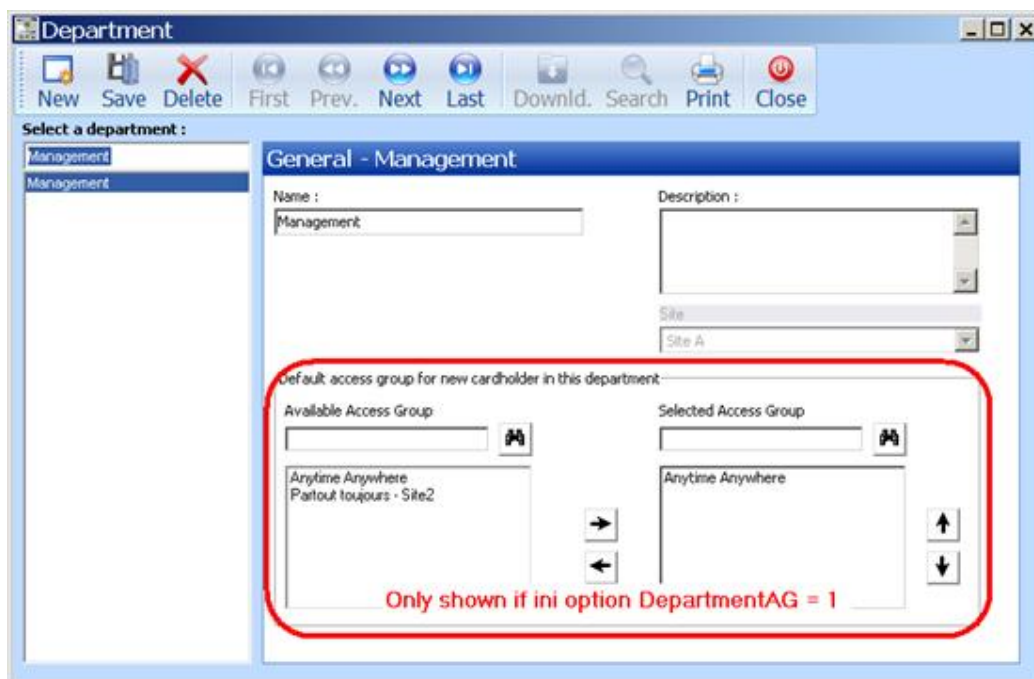 Department
New Save Delete First Prev. Next Last Downld. Search Print Close
Select a department :
Management
Management
General - Management
Name :
Management
Description :
Site
Site A
Default access group for new cardholder in this department
Available Access Group
Anytime Anywhere
Partout toujours - Site2
Selected Access Group
Anytime Anywhere
Only shown if ini option DepartmentAG = 1